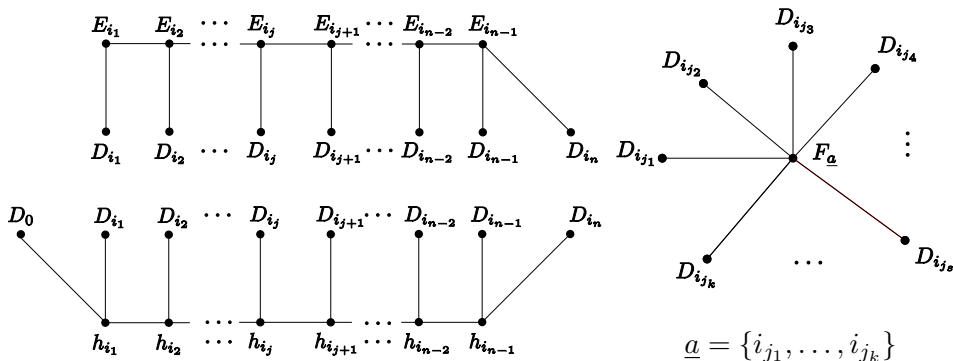 E_{i_1} E_{i_2} ··· E_{i_j} E_{i_{j+1}} ··· E_{i_{n-2}} E_{i_{n-1}}
··· ···
D_{i_1} D_{i_2} ··· D_{i_j} D_{i_{j+1}} ··· D_{i_{n-2}} D_{i_{n-1}} D_{i_n}
D_0 D_{i_1} D_{i_2} ··· D_{i_j} D_{i_{j+1}} ··· D_{i_{n-2}} D_{i_{n-1}} D_{i_n}
··· ···
h_{i_1} h_{i_2} ··· h_{i_j} h_{i_{j+1}} ··· h_{i_{n-2}} h_{i_{n-1}}
D_{i_{j_3}}
D_{i_{j_2}} D_{i_{j_4}}
D_{i_{j_1}} F_{\underline{a}} ⋮
D_{i_{j_k}} ··· D_{i_{j_s}}
\underline{a} = {i_{j_1}, . . . , i_{j_k}}